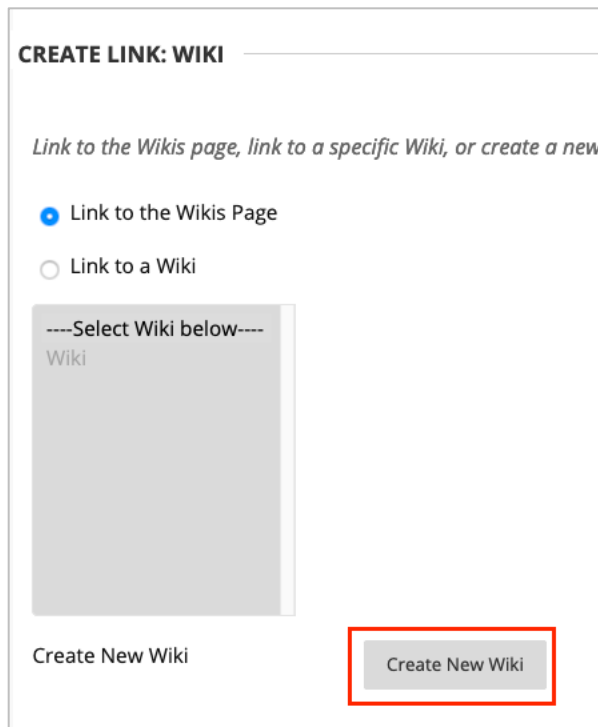 CREATE LINK: WIKI
Link to the Wikis page, link to a specific Wiki, or create a new
Link to the Wikis Page
Link to a Wiki
----Select Wiki below----
Wiki
Create New Wiki
Create New Wiki